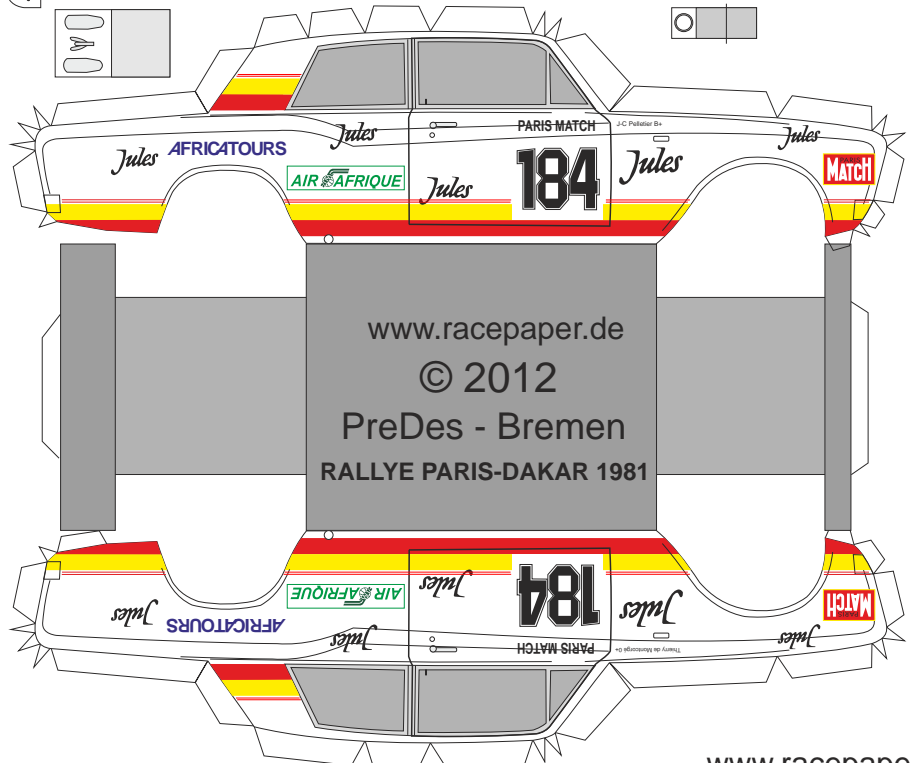 PARIS MATCH
J-C Pelletier B+
Jules
Jules
AFRICATOURS
Jules
184
Jules
PARIS
MATCH
AIR AFRIQUE
Jules
www.racepaper.de
© 2012
PreDes - Bremen
RALLYE PARIS-DAKAR 1981
Jules
AIR AFRIQUE
184
Jules
MATCH
PARIS
Jules
AFRICATOURS
Jules
PARIS MATCH
Thierry de Montcorgé 0+
Jules